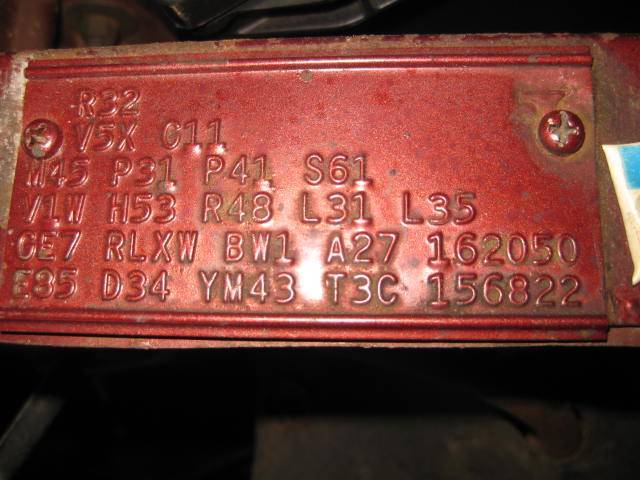 R32
V5X G11
M45 P31 P41 S61
V1W H53 R48 L31 L35
CE7 RLXW BW1 A27 162050
E85 D34 YM43 T3C 156822